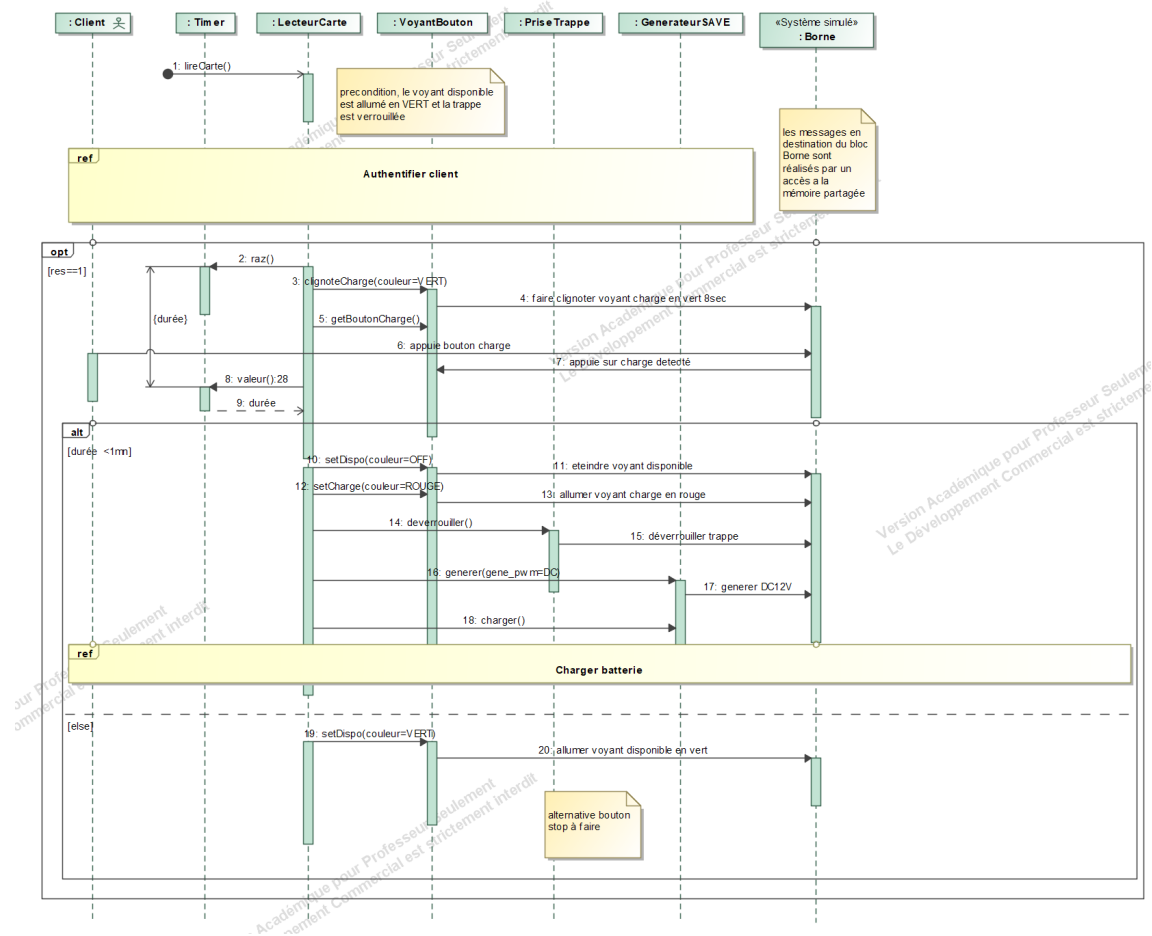 : Client
: Timer
: LecteurCarte
: VoyantBouton
: PriseTrappe
: GenerateurSAVE
«Système simulé»
: Borne
1: lireCarte()
precondition, le voyant disponible
est allumé en VERT et la trappe
est verrouillée
les messages en
destination du bloc
Borne sont
réalisés par un
accès a la
mémoire partagée
ref
Authentifier client
opt
[res==1]
2: raz()
3: clignoteCharge(couleur=VERT)
4: faire clignoter voyant charge en vert 8sec
{durée}
5: getBoutonCharge()
6: appuie bouton charge
7: appuie sur charge detecté
8: valeur():28
9: durée
alt
[durée <1mn]
10: setDispo(couleur=OFF)
11: eteindre voyant disponible
12: setCharge(couleur=ROUGE)
13: allumer voyant charge en rouge
14: deverrouiller()
15: déverrouiller trappe
16: generer(gene_pwm=DC)
17: generer DC12V
18: charger()
ref
Charger batterie
[else]
19: setDispo(couleur=VERT)
20: allumer voyant disponible en vert
alternative bouton
stop à faire
Version Académique pour Professeur Seulement
Le Développement Commercial est strictement